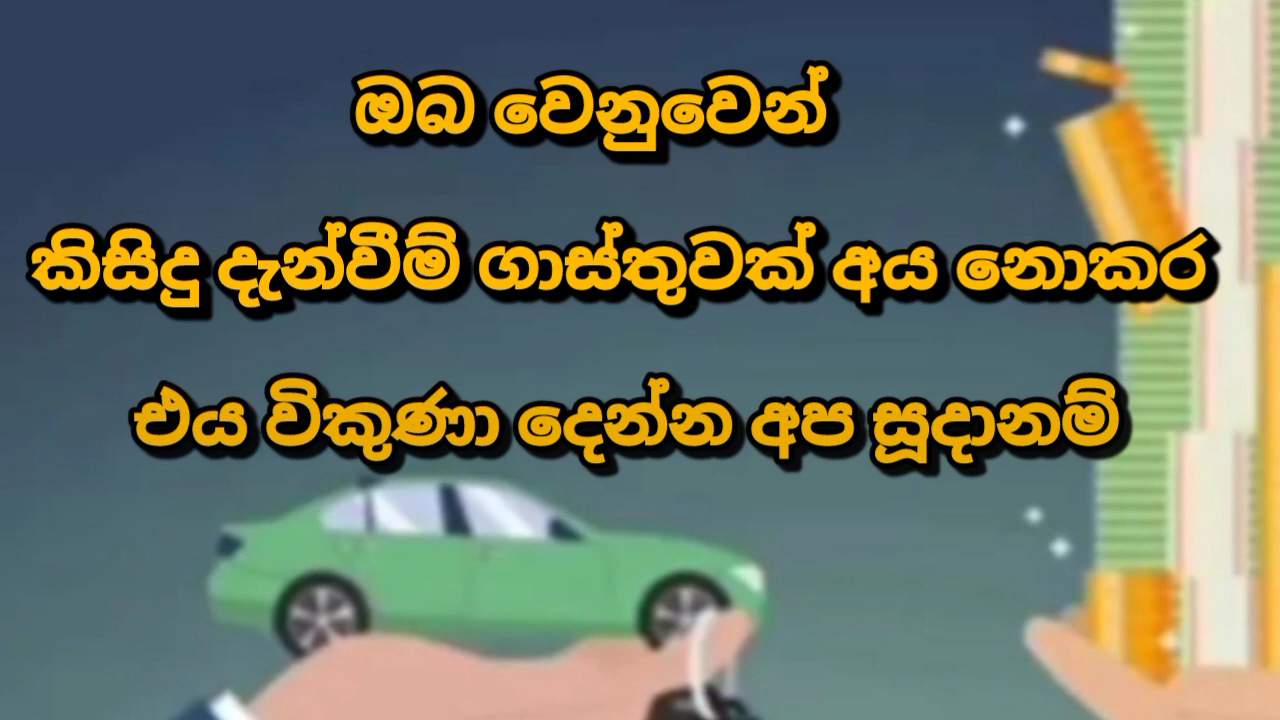 ඔබ වෙනුවෙන්
කිසිදු දැන්වීම් ගාස්තුවක් අය නොකර
එය විකුණා දෙන්න අප සූදානම්